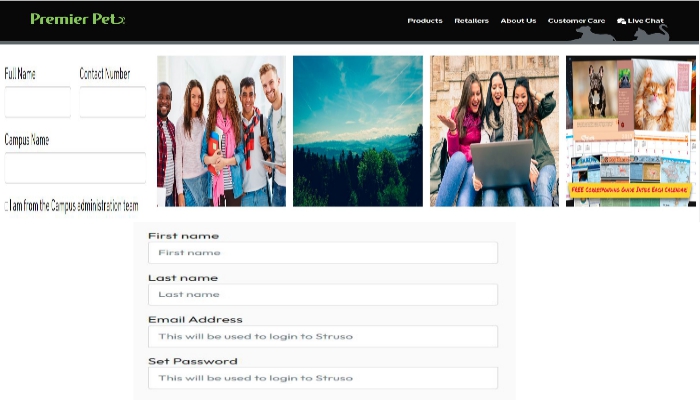 Premier Pet
Products Retailers About Us Customer Care Live Chat
Full Name Contact Number
Campus Name
I am from the Campus administration team
FREE Corresponding Guide Inside Each Calendar
First name
First name
Last name
Last name
Email Address
This will be used to login to Struso
Set Password
This will be used to login to Struso